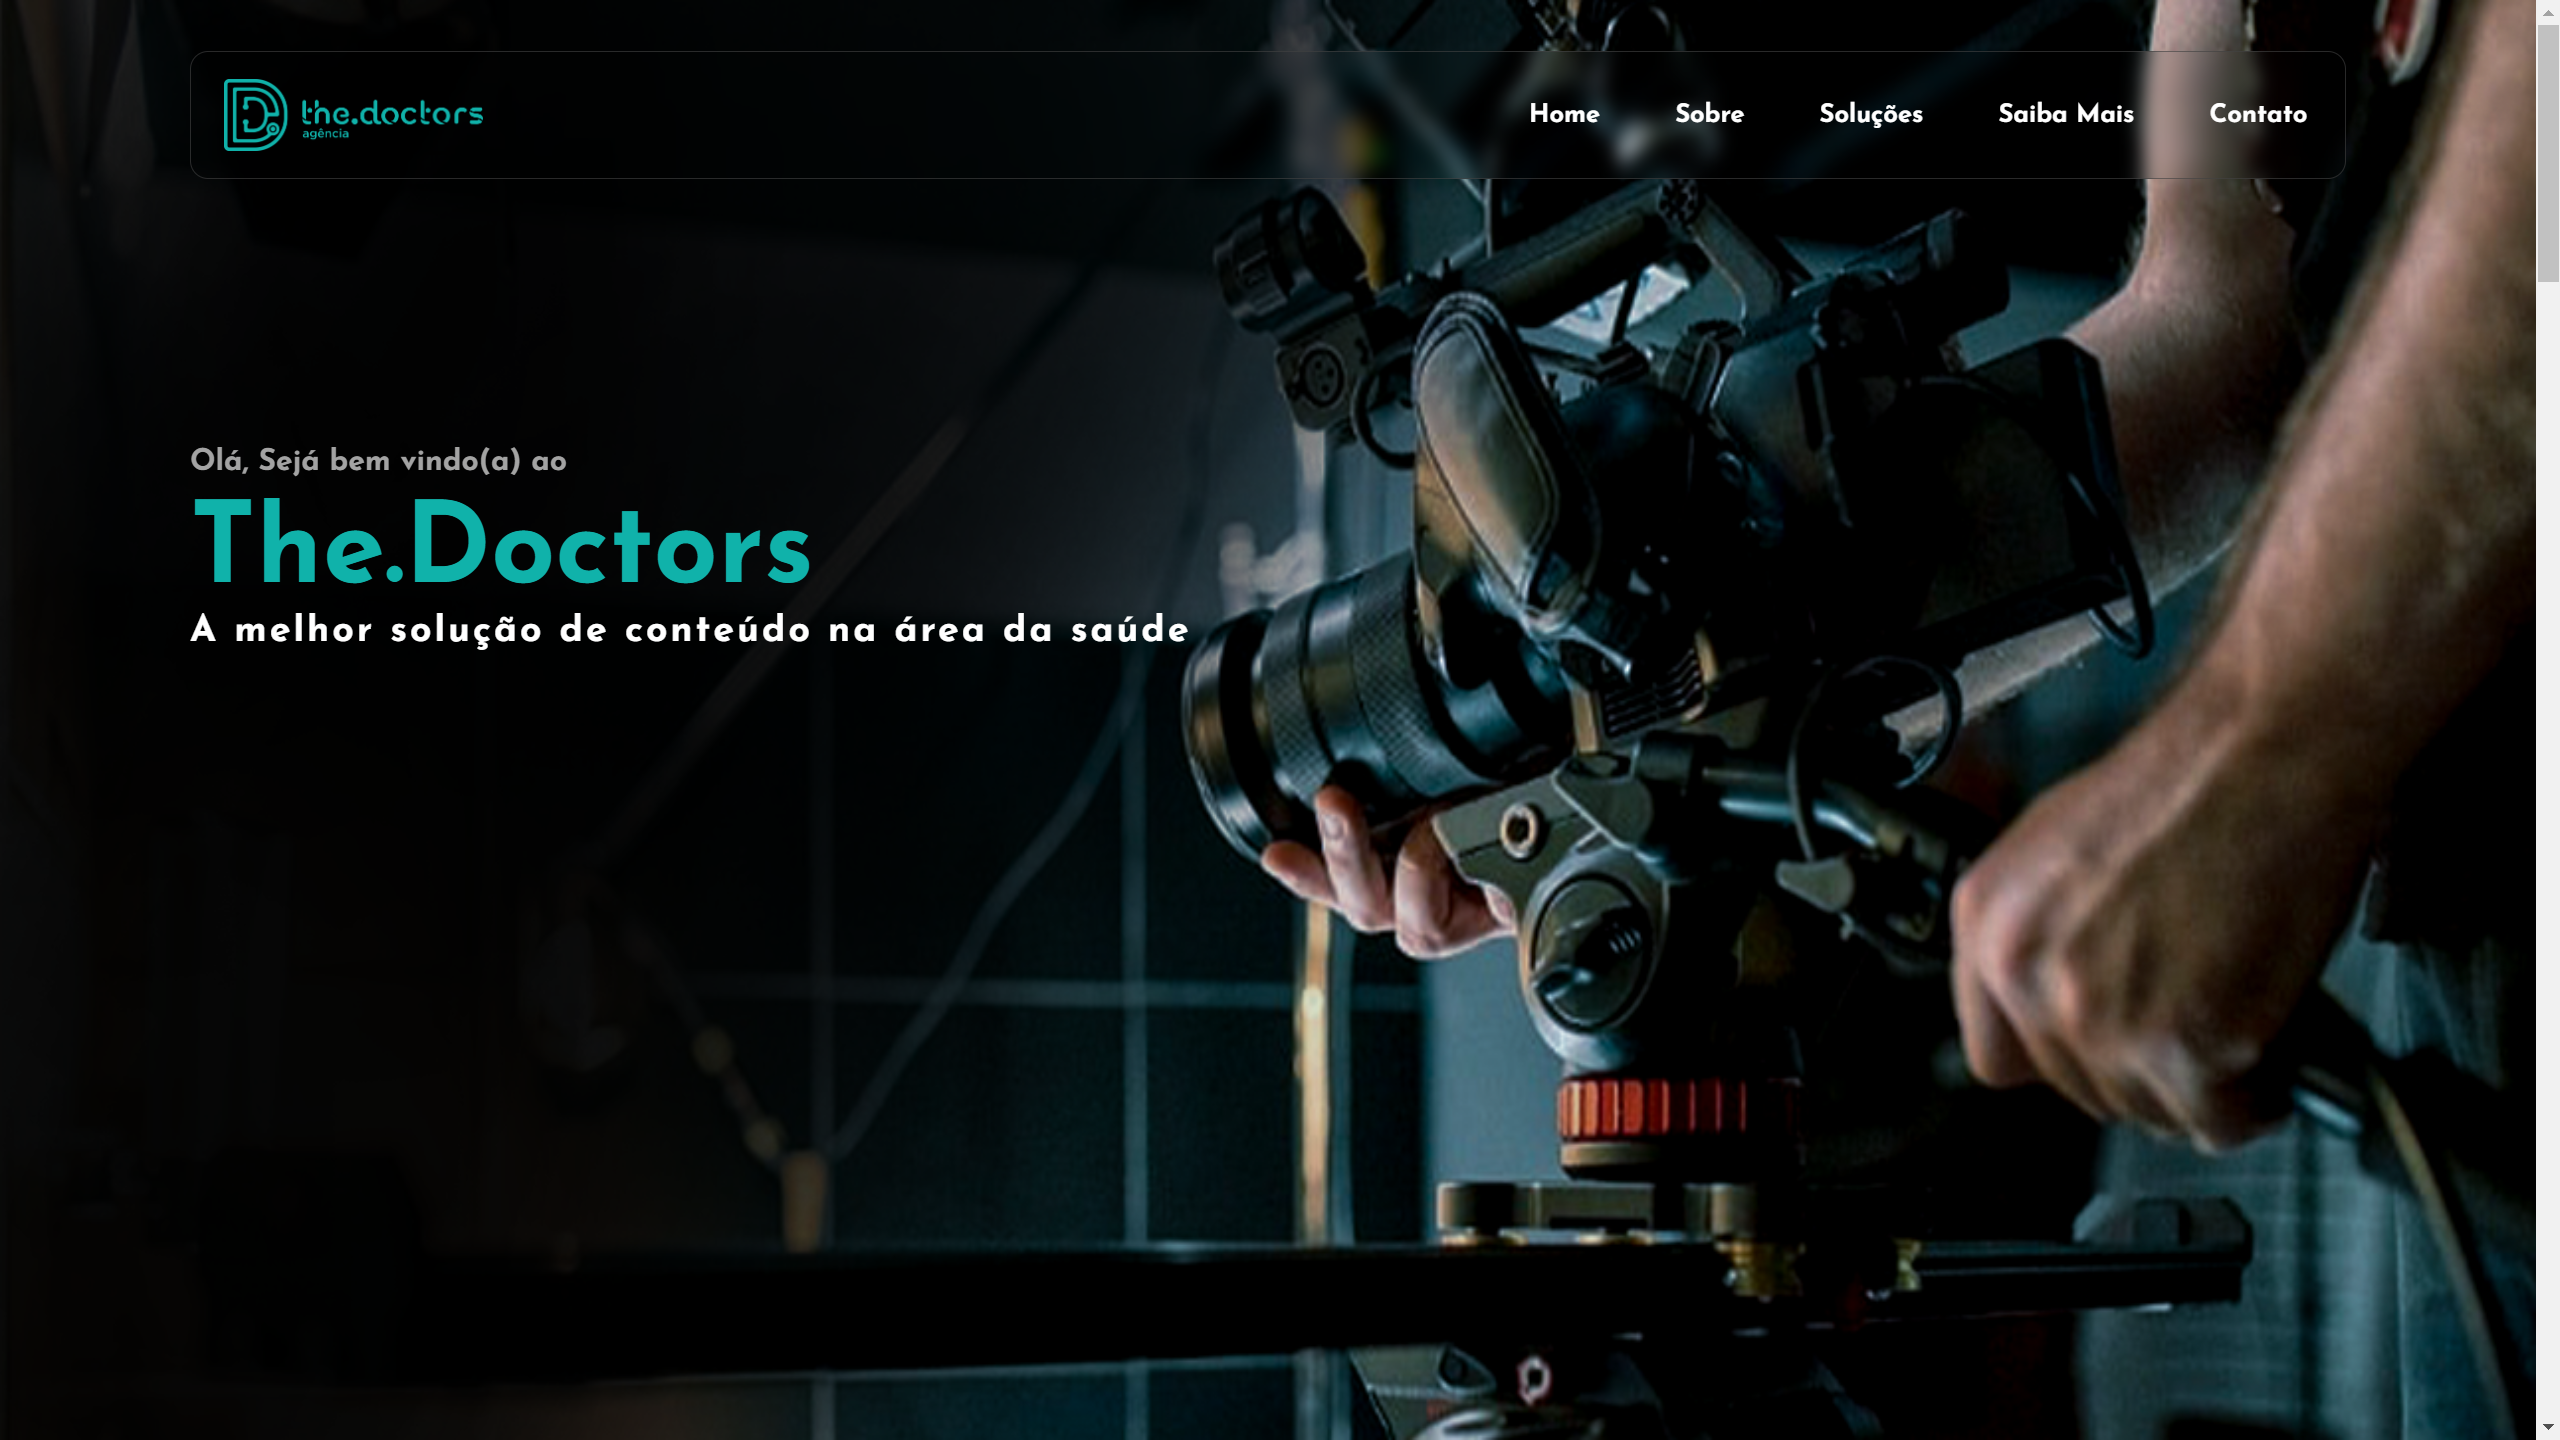 the.doctors
agência
Home Sobre Soluções Saiba Mais Contato
Olá, Sejá bem vindo(a) ao
The.Doctors
A melhor solução de conteúdo na área da saúde